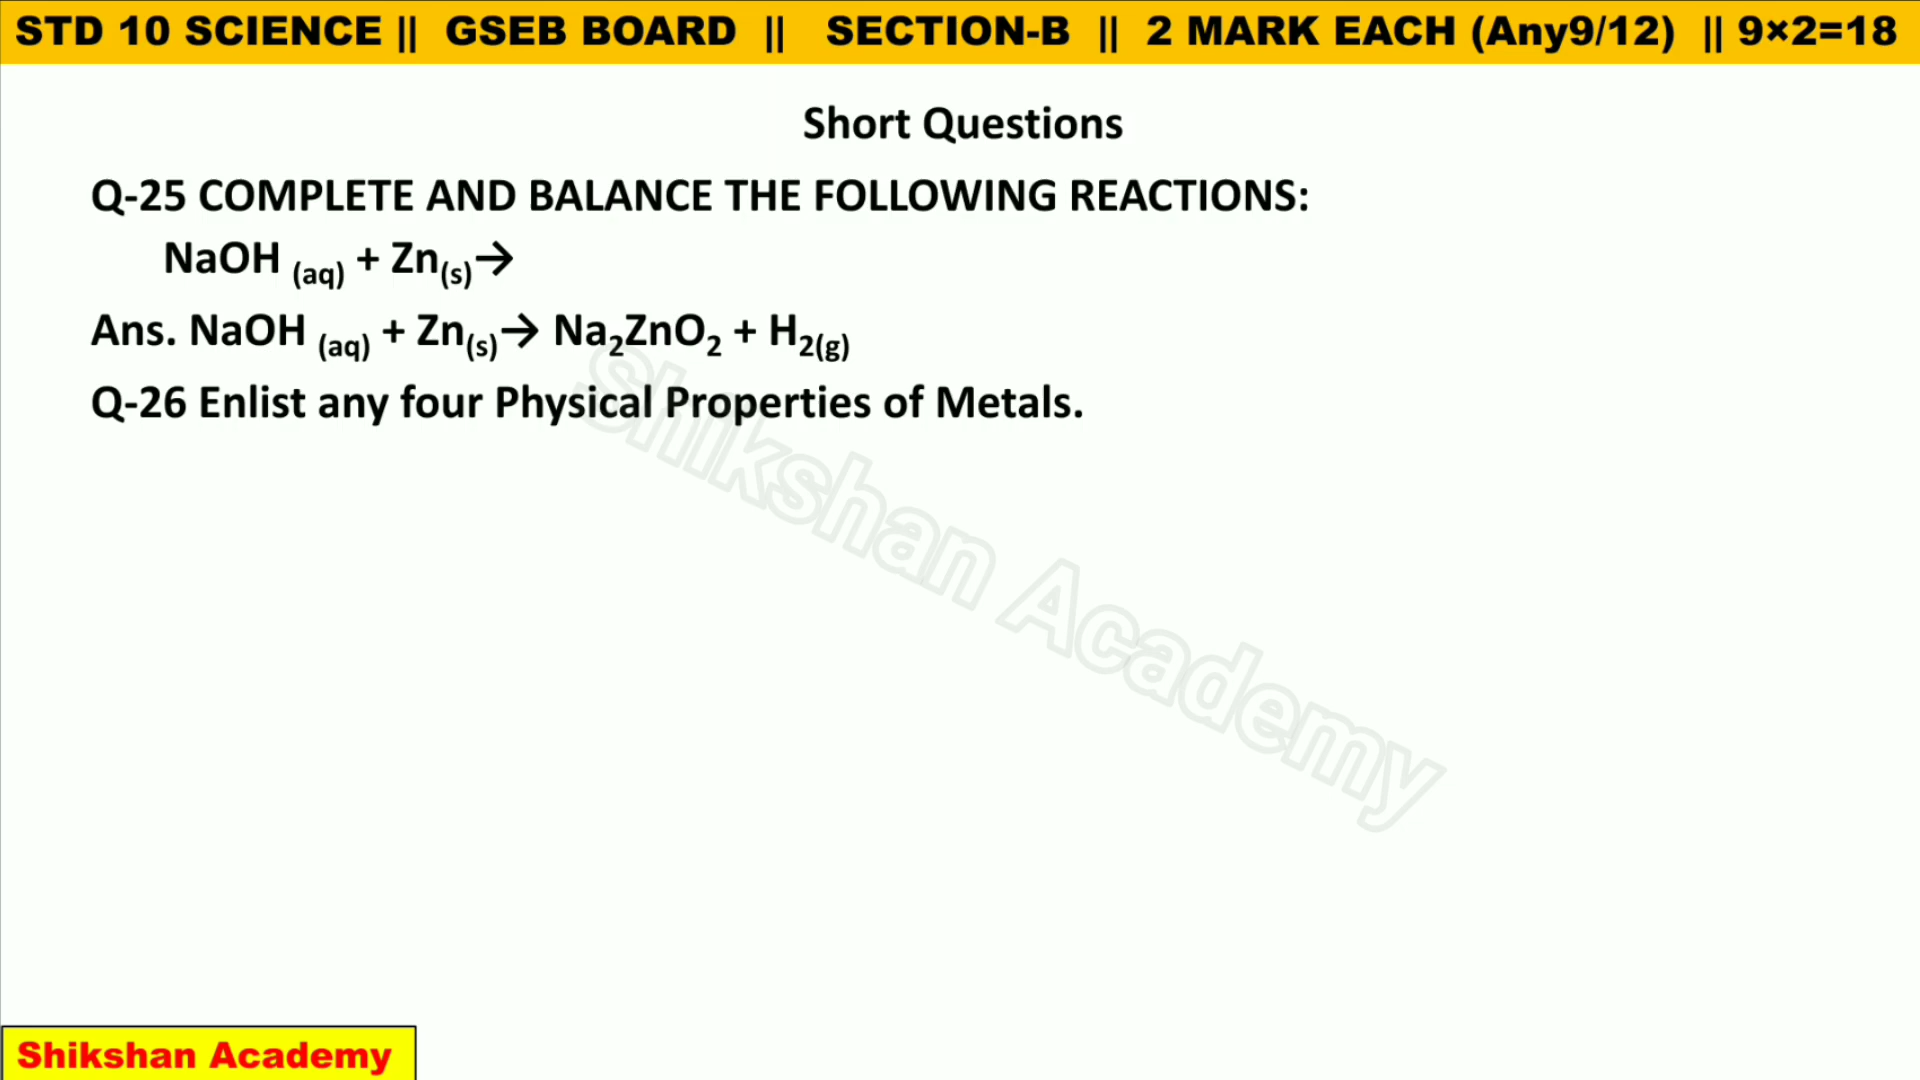 STD 10 SCIENCE || GSEB BOARD || SECTION-B || 2 MARK EACH (Any9/12) || 9×2=18
Short Questions
Q-25 COMPLETE AND BALANCE THE FOLLOWING REACTIONS:
NaOH (aq) + Zn(s)→
Ans. NaOH (aq) + Zn(s)→ Na₂ZnO₂ + H₂(g)
Q-26 Enlist any four Physical Properties of Metals.
Shikshan Academy
Shikshan Academy